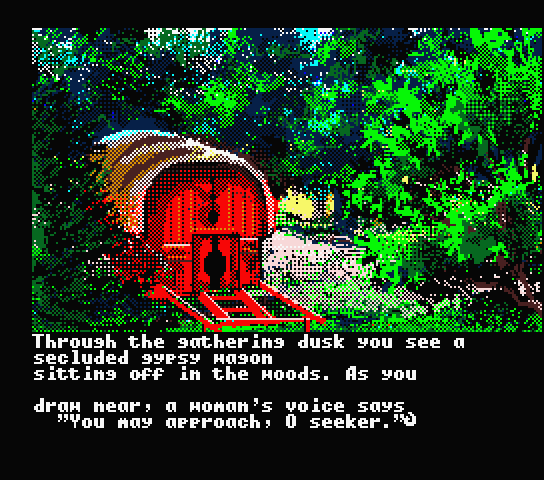 Through the gathering dusk you see a
secluded gypsy wagon
sitting off in the woods. As you
draw near, a woman's voice says
"You may approach, O seeker."